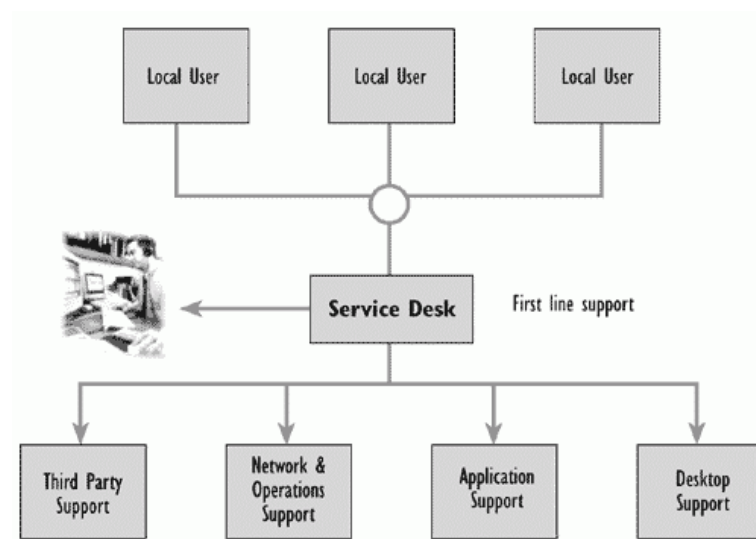 Local User
Local User
Local User
Service Desk
First line support
Third Party
Support
Network &
Operations
Support
Application
Support
Desktop
Support